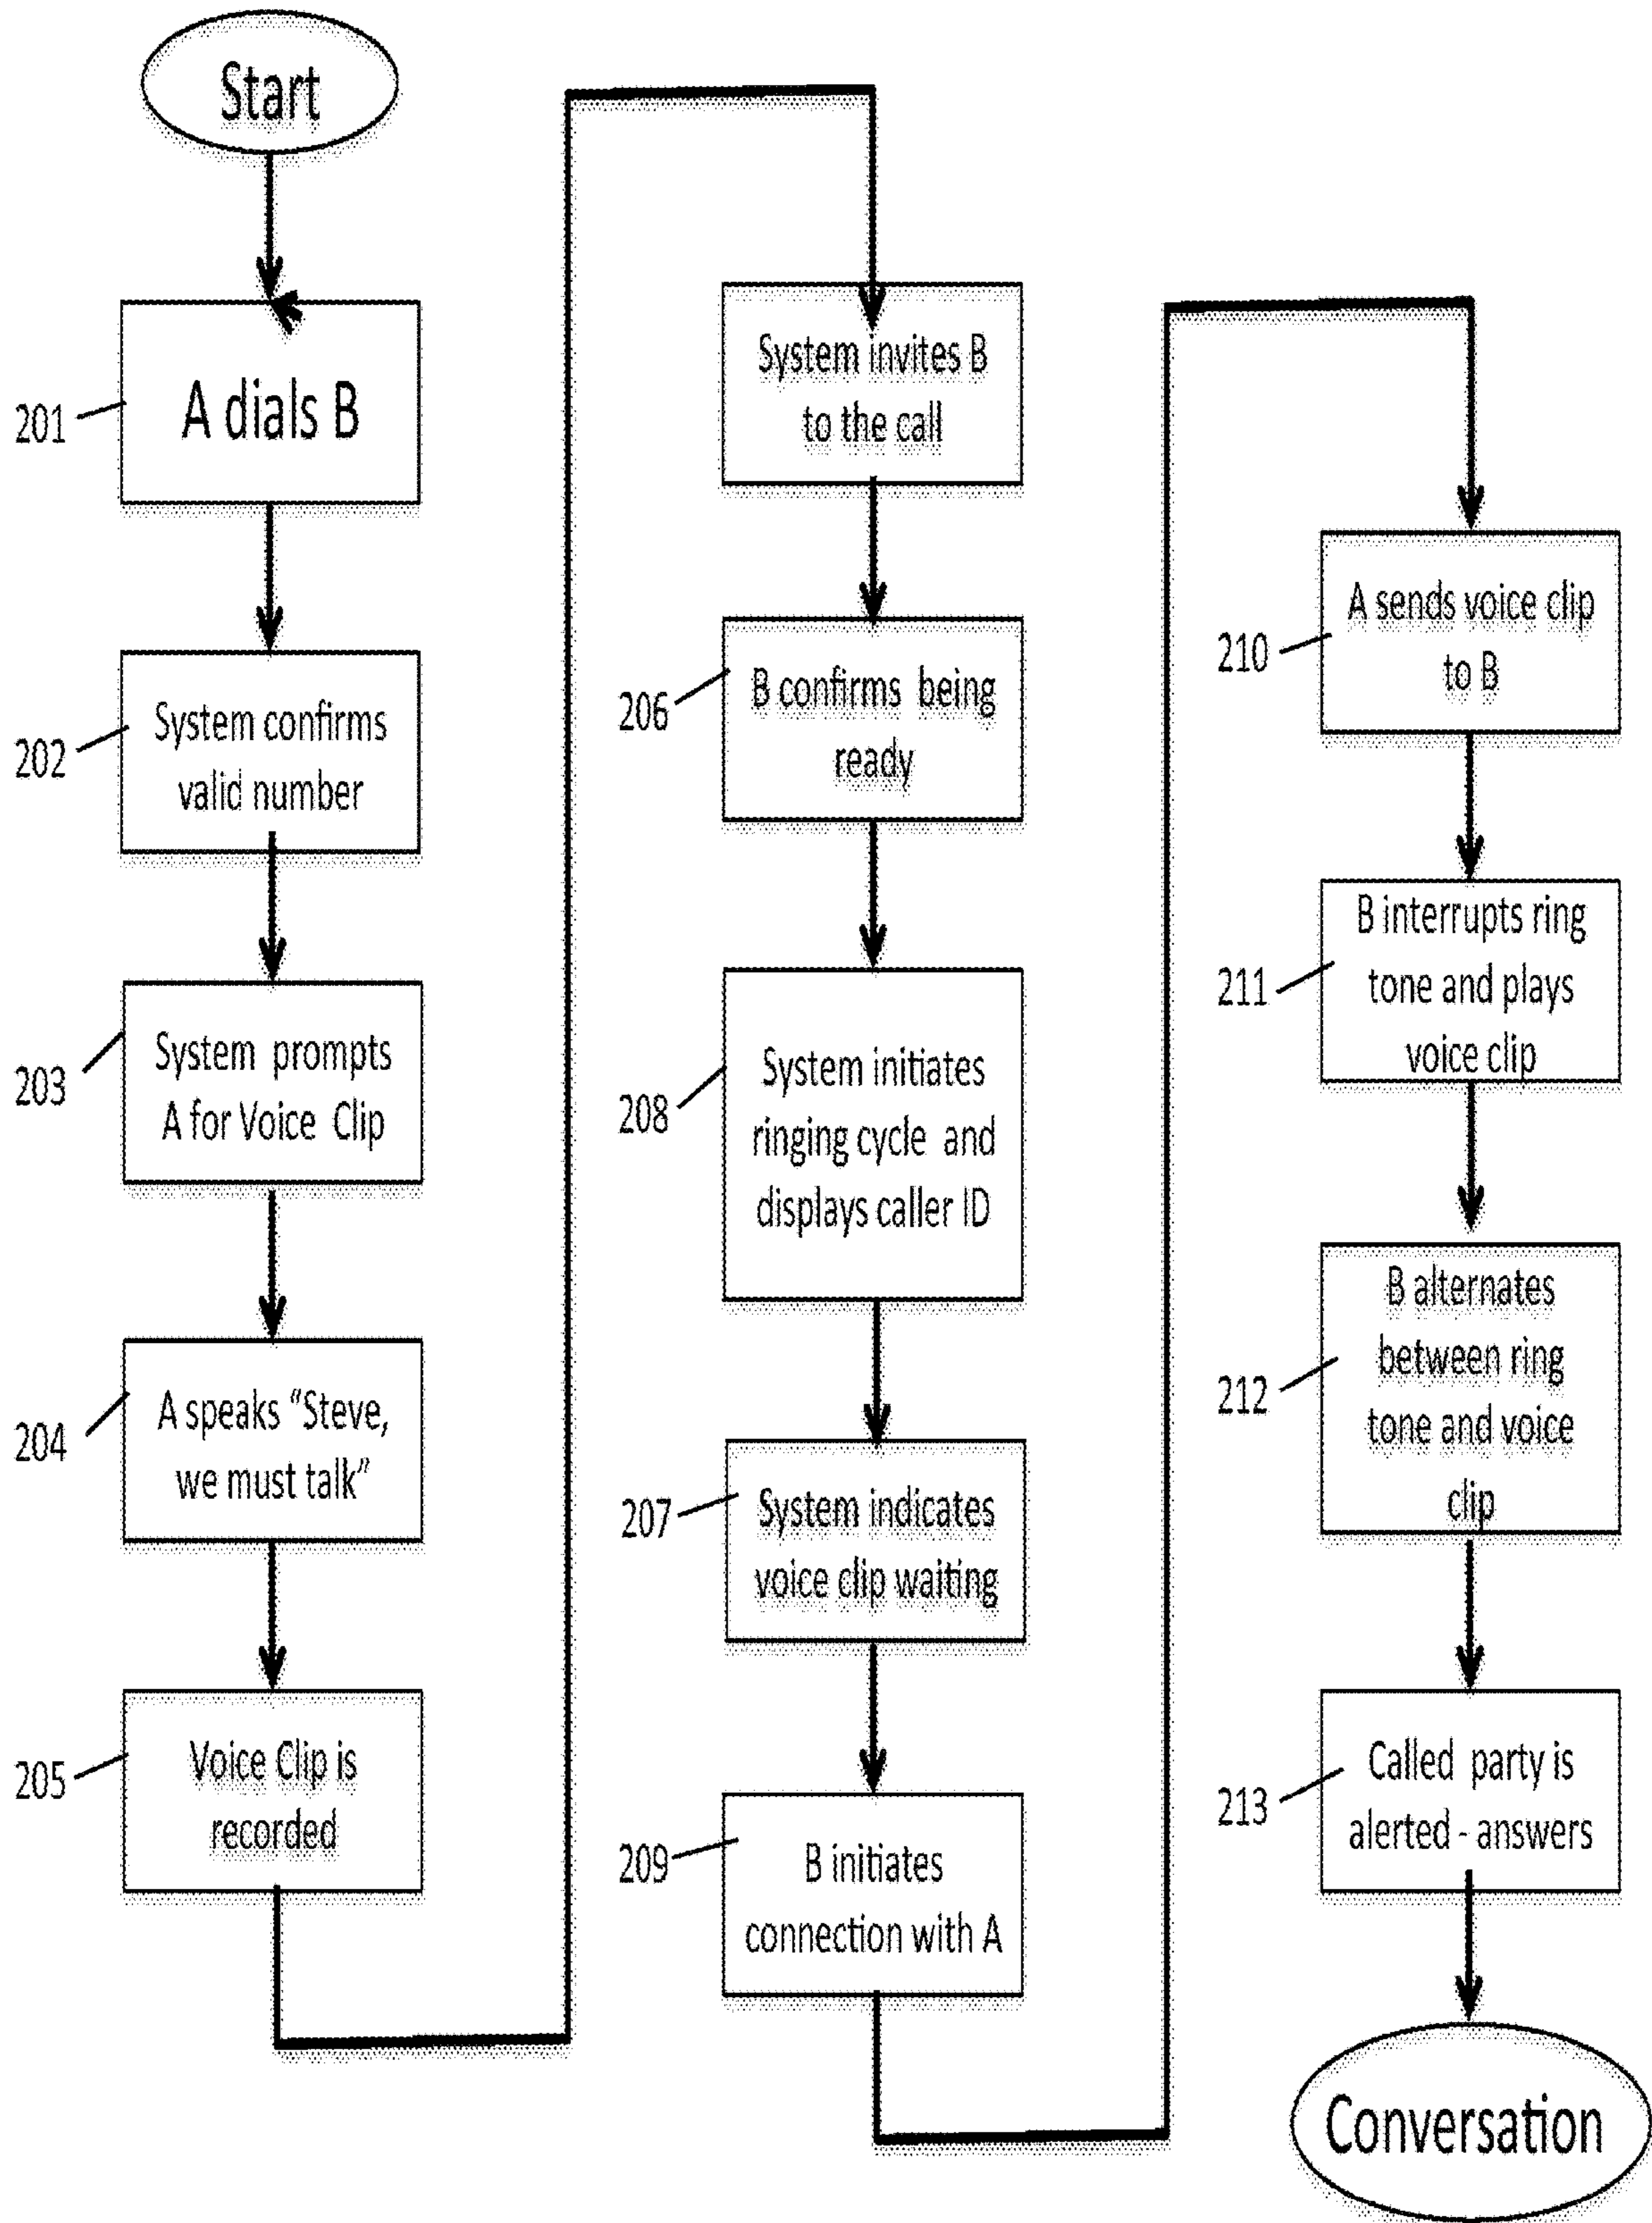 Start
201
A dials B
202
System confirms
valid number
203
System prompts
A for Voice Clip
204
A speaks “Steve,
we must talk”
205
Voice Clip is
recorded
System invites B
to the call
206
B confirms being
ready
208
System initiates
ringing cycle and
displays caller ID
207
System indicates
voice clip waiting
209
B initiates
connection with A
210
A sends voice clip
to B
211
B interrupts ring
tone and plays
voice clip
212
B alternates
between ring
tone and voice
clip
213
Called party is
alerted - answers
Conversation